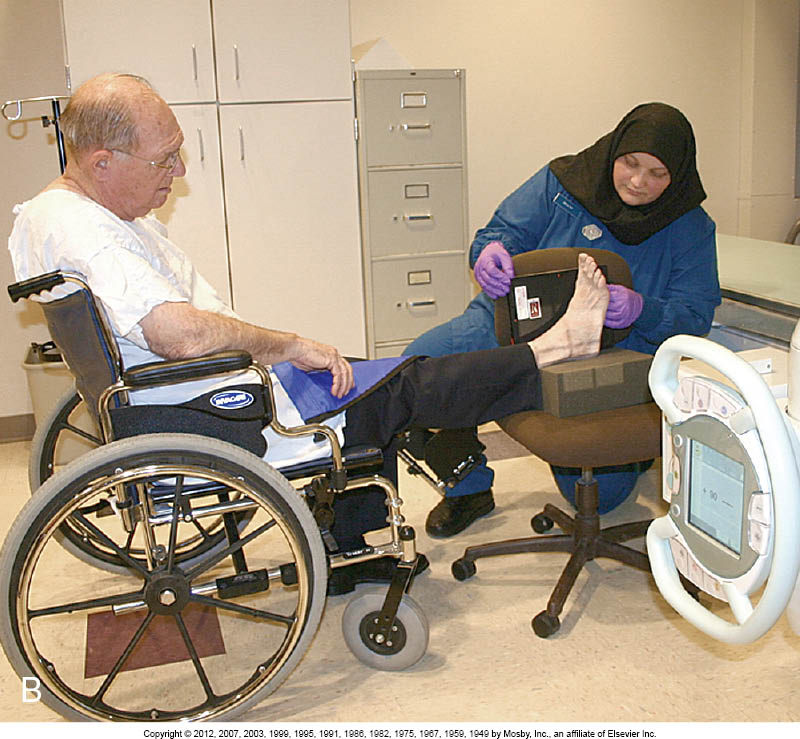 INVACARE
+ 90
B
Copyright © 2012, 2007, 2003, 1999, 1995, 1991, 1986, 1982, 1975, 1967, 1959, 1949 by Mosby, Inc., an affiliate of Elsevier Inc.